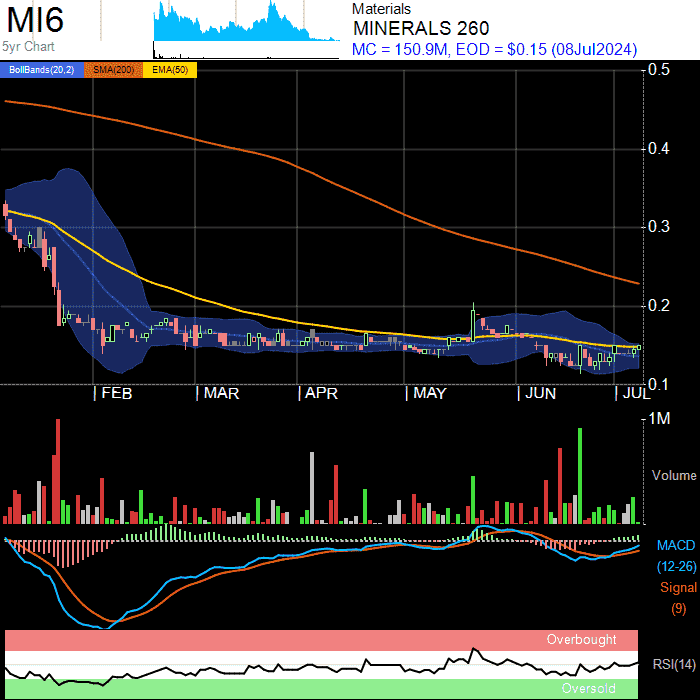 MI6
5yr Chart
Materials
MINERALS 260
MC = 150.9M, EOD = $0.15 (08Jul2024)
BollBands(20,2) SMA(200) EMA(50)
0.5
0.4
0.3
0.2
0.1
FEB MAR APR MAY JUN JUL
1M
Volume
MACD
(12-26)
Signal
(9)
Overbought
RSI(14)
Oversold